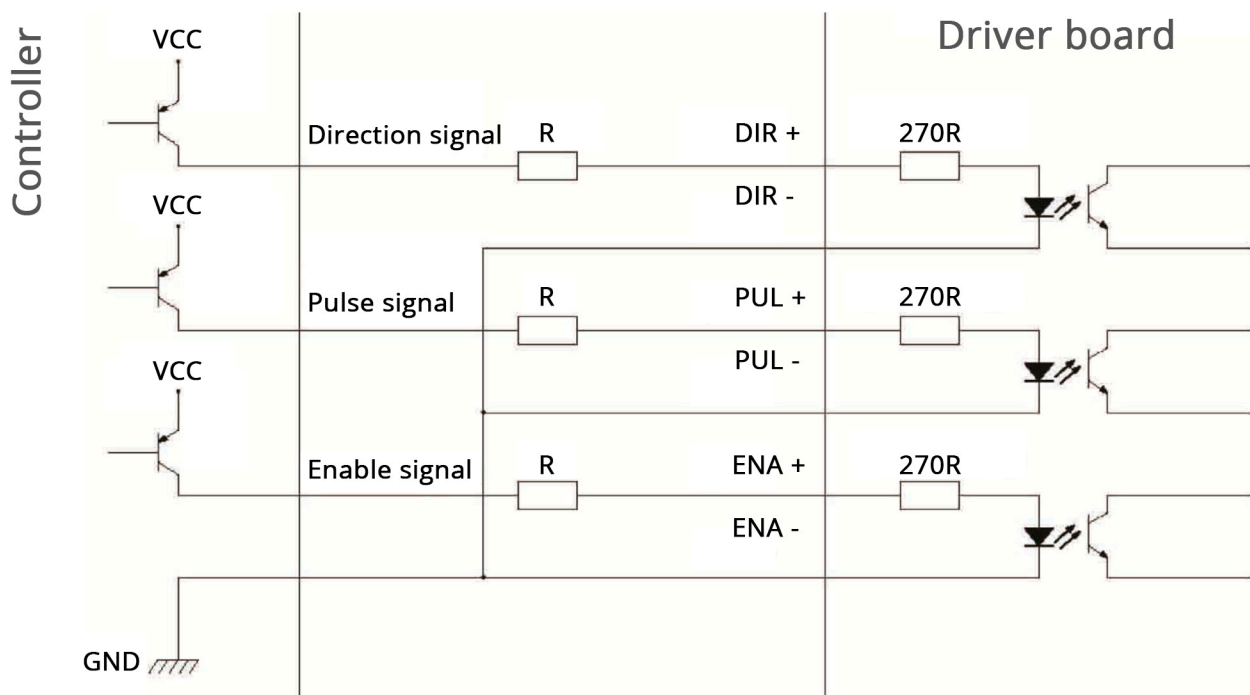 Controller
Driver board
VCC
Direction signal
R
DIR +
270R
DIR -
VCC
Pulse signal
R
PUL +
270R
PUL -
VCC
Enable signal
R
ENA +
270R
ENA -
GND